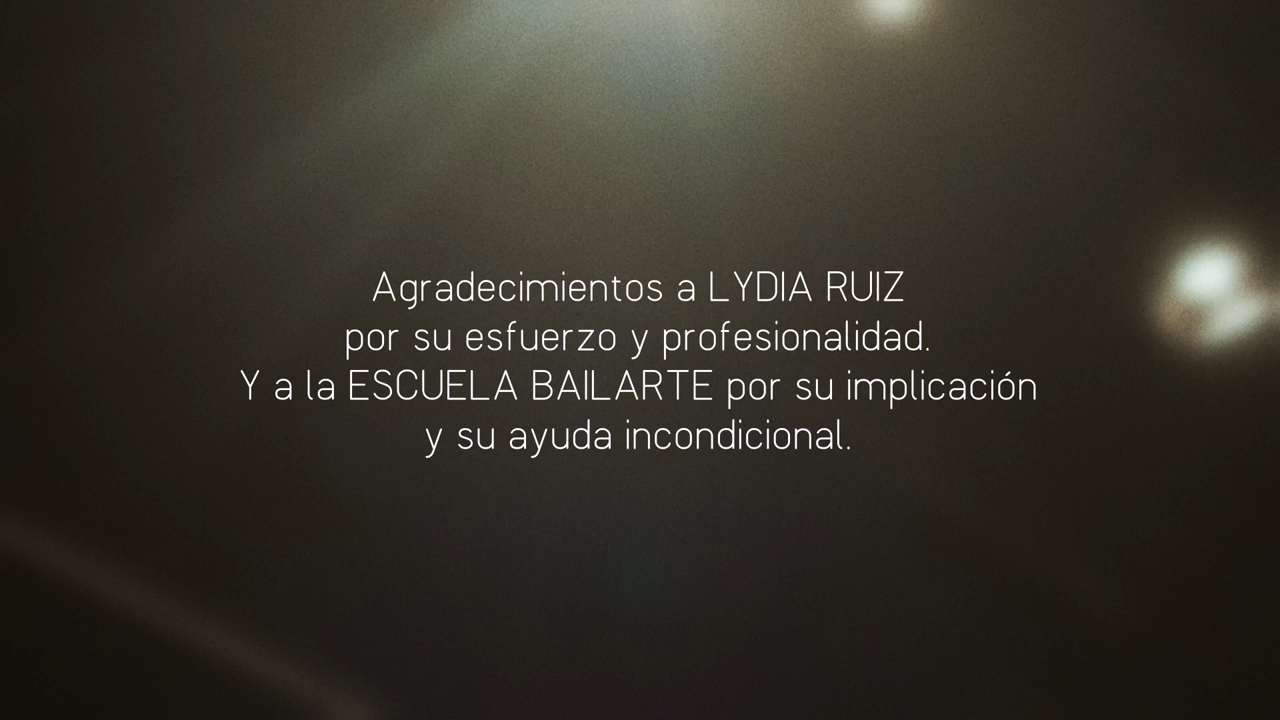 Agradecimientos a LYDIA RUIZ
por su esfuerzo y profesionalidad.
Y a la ESCUELA BAILARTE por su implicación
y su ayuda incondicional.